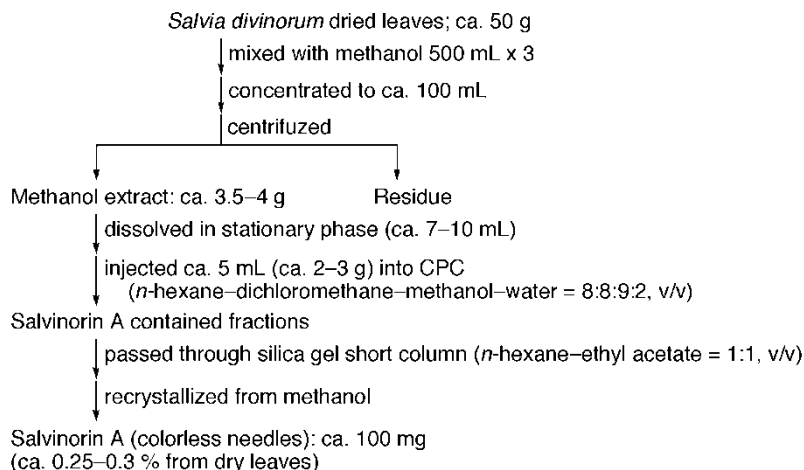 Salvia divinorum dried leaves; ca. 50 g
mixed with methanol 500 mL x 3
concentrated to ca. 100 mL
centrifuzed
Methanol extract: ca. 3.5–4 g Residue
dissolved in stationary phase (ca. 7–10 mL)
injected ca. 5 mL (ca. 2–3 g) into CPC
(n-hexane–dichloromethane–methanol–water = 8:8:9:2, v/v)
Salvinorin A contained fractions
passed through silica gel short column (n-hexane–ethyl acetate = 1:1, v/v)
recrystallized from methanol
Salvinorin A (colorless needles): ca. 100 mg
(ca. 0.25–0.3 % from dry leaves)